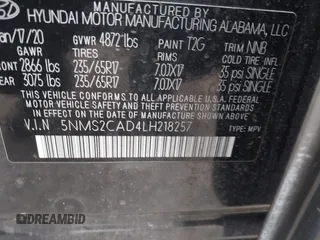 MANUFACTURED BY
HYUNDAI MOTOR MANUFACTURING ALABAMA, LLC
an/17/20 GVWR 4872 lbs PAINT T2G TRIM NNB
GAWR TIRES RIMS COLD TIRE INFL
2866 lbs 235/65R17 7.0JX17 35 psi SINGLE
3075 lbs 235/65R17 7.0JX17 35 psi SINGLE
THIS VEHICLE CONFORMS TO ALL APPLICABLE U.S. FEDERAL
MOTOR VEHICLE SAFETY AND THEFT PREVENTION STANDARDS
IN EFFECT ON THE DATE OF MANUFACTURE SHOWN ABOVE
V.I.N 5NMS2CAD4LH218257 TYPE: MPV
DREAMBID